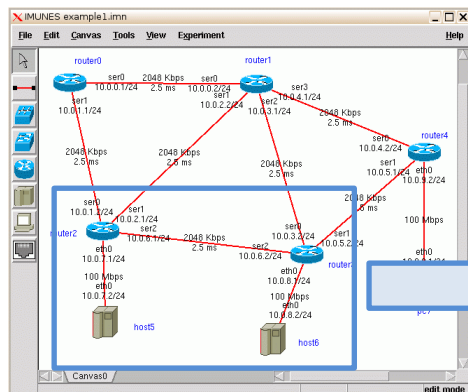 IMUNES example1.imn
File Edit Canvas Tools View Experiment Help
router0
router1
ser0 2048 Kbps ser0
10.0.0.1/24 2.5 ms 10.0.0.2/24
ser1
10.0.1.1/24
ser1
10.0.2.2/24
ser2
10.0.3.1/24
ser3
10.0.4.1/24
2048 Kbps
2.5 ms
router4
ser0
10.0.4.2/24
2048 Kbps
2.5 ms
2048 Kbps
2.5 ms
2048 Kbps
2.5 ms
ser1
10.0.5.1/24
eth0
10.0.9.2/24
2048 Kbps
2.5 ms
ser0
10.0.1.2/24
ser1
10.0.2.1/24
router2
ser2
10.0.6.1/24
2048 Kbps
2.5 ms
ser0
10.0.3.2/24
ser2
10.0.6.2/24
ser1
10.0.5.2/24
100 Mbps
eth0
10.0.7.1/24
100 Mbps
eth0
10.0.7.2/24
host5
eth0
10.0.8.1/24
100 Mbps
eth0
10.0.8.2/24
host6
Canvas0
edit mode